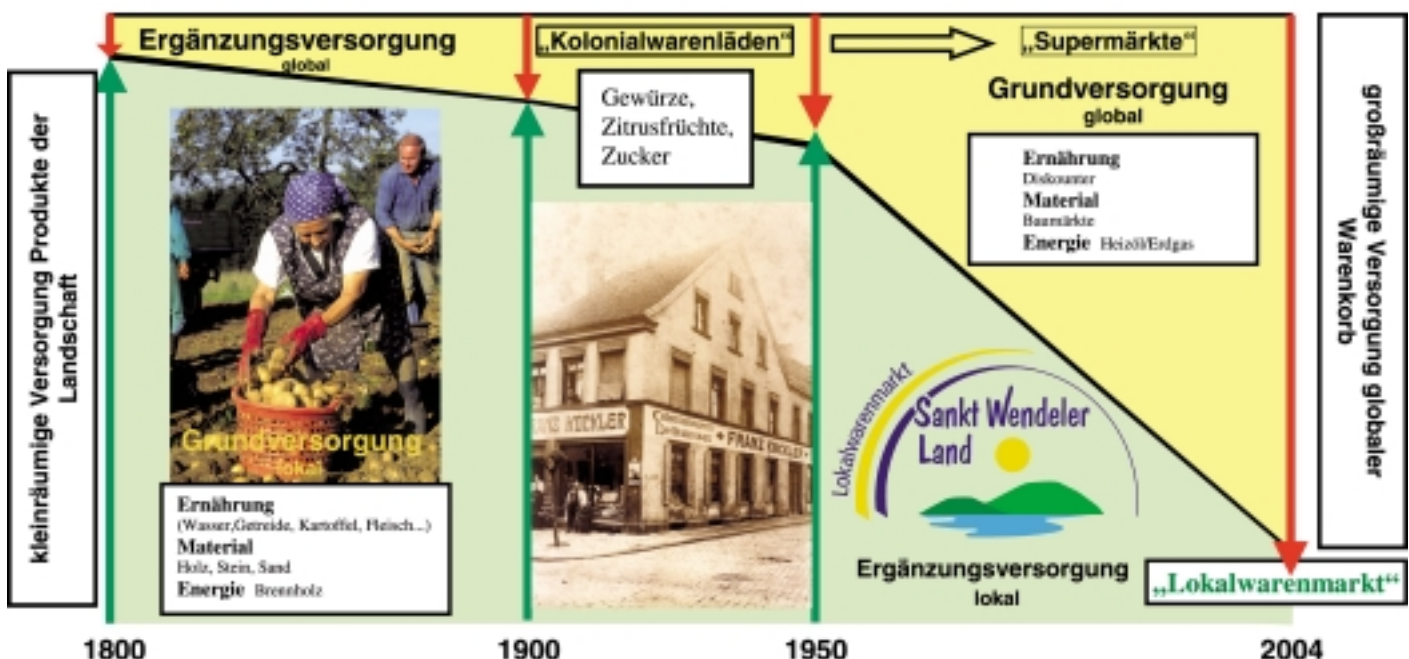 Ergänzungsversorgung
global
„Kolonialwarenläden“
„Supermärkte“
Grundversorgung
global
Gewürze,
Zitrusfrüchte,
Zucker
Ernährung
Diskounter
Material
Baumärkte
Energie Heizöl/Erdgas
kleinräumige Versorgung Produkte der
Landschaft
großräumige Versorgung globaler
Warenkorb
Grundversorgung
lokal
Ernährung
(Wasser,Getreide, Kartoffel, Fleisch...)
Material
Holz, Stein, Sand
Energie Brennholz
FRANZ
Lokalwarenmarkt
Sankt Wendeler
Land
Ergänzungsversorgung
lokal
„Lokalwarenmarkt“
1800
1900
1950
2004